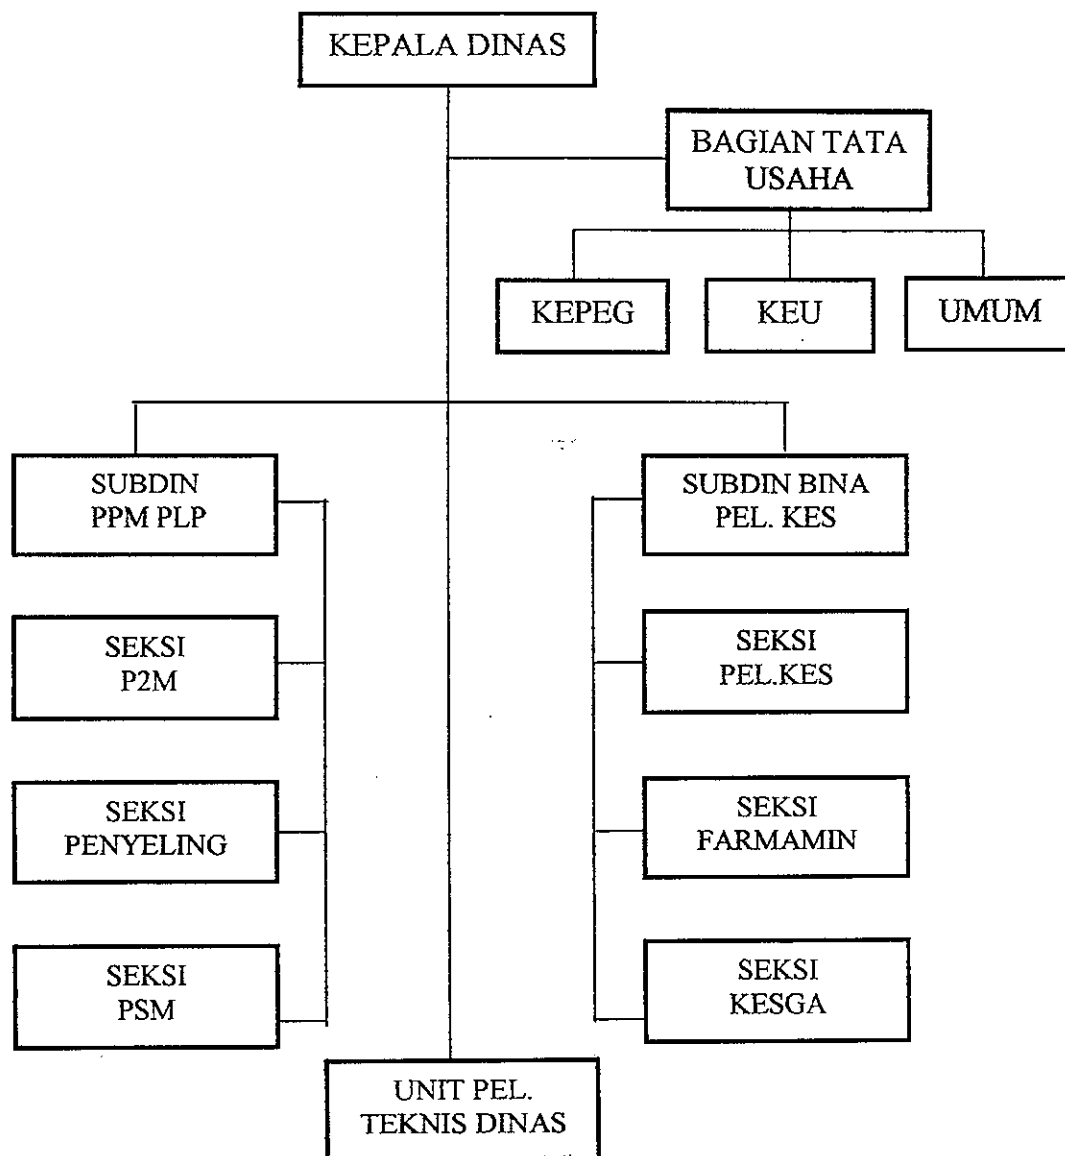 KEPALA DINAS
BAGIAN TATA
USAHA
KEPEG
KEU
UMUM
SUBDIN
PPM PLP
SUBDIN BINA
PEL. KES
SEKSI
P2M
SEKSI
PEL.KES
SEKSI
PENYELING
SEKSI
FARMAMIN
SEKSI
PSM
SEKSI
KESGA
UNIT PEL.
TEKNIS DINAS